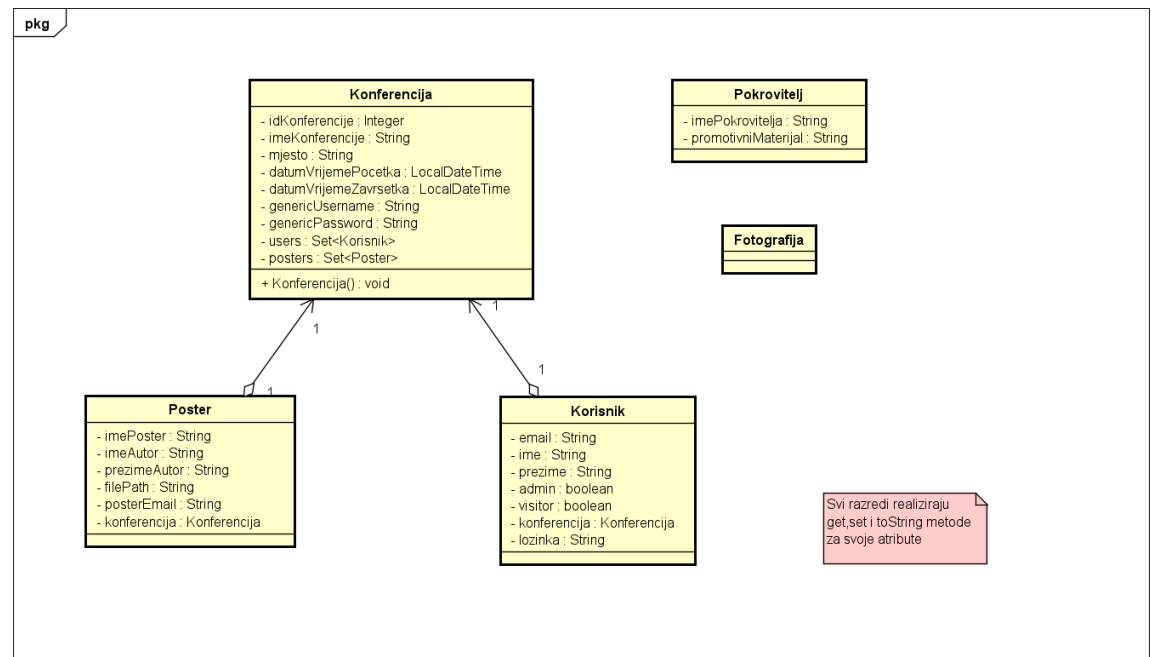 pkg
Konferencija
- idKonferencije : Integer
- imeKonferencije : String
- mjesto : String
- datumVrijemePocetka : LocalDateTime
- datumVrijemeZavrsetka : LocalDateTime
- genericUsername : String
- genericPassword : String
- users : Set<Korisnik>
- posters : Set<Poster>
+ Konferencija() : void
Pokrovitelj
- imePokrovitelja : String
- promotivniMaterijal : String
Fotografija
1
1
1
1
Poster
- imePoster : String
- imeAutor : String
- prezimeAutor : String
- filePath : String
- posterEmail : String
- konferencija : Konferencija
Korisnik
- email : String
- ime : String
- prezime : String
- admin : boolean
- visitor : boolean
- konferencija : Konferencija
- lozinka : String
Svi razredi realiziraju
get,set i toString metode
za svoje atribute